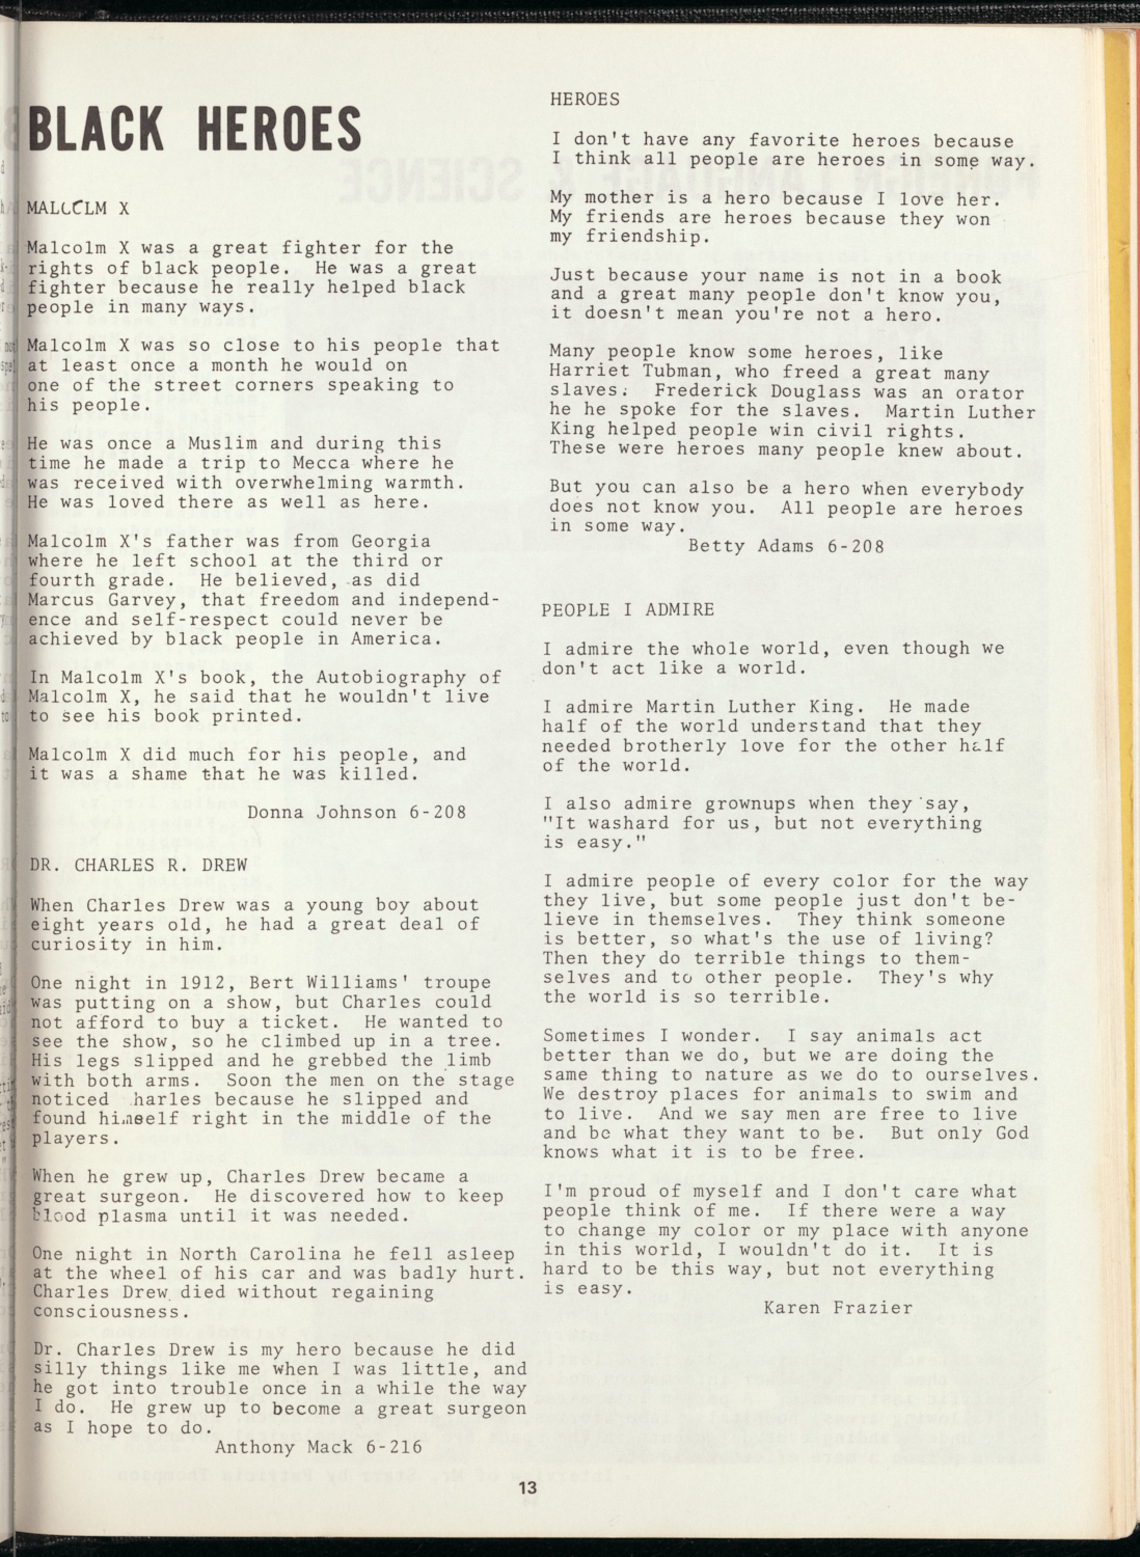 BLACK HEROES
MALCOLM X
Malcolm X was a great fighter for the
rights of black people.  He was a great
fighter because he really helped black
people in many ways.
Malcolm X was so close to his people that
at least once a month he would on
one of the street corners speaking to
his people.
He was once a Muslim and during this
time he made a trip to Mecca where he
was received with overwhelming warmth.
He was loved there as well as here.
Malcolm X's father was from Georgia
where he left school at the third or
fourth grade.  He believed, as did
Marcus Garvey, that freedom and independ-
ence and self-respect could never be
achieved by black people in America.
In Malcolm X's book, the Autobiography of
Malcolm X, he said that he wouldn't live
to see his book printed.
Malcolm X did much for his people, and
it was a shame that he was killed.
Donna Johnson 6-208
DR. CHARLES R. DREW
When Charles Drew was a young boy about
eight years old, he had a great deal of
curiosity in him.
One night in 1912, Bert Williams' troupe
was putting on a show, but Charles could
not afford to buy a ticket.  He wanted to
see the show, so he climbed up in a tree.
His legs slipped and he grebbed the limb
with both arms.  Soon the men on the stage
noticed harles because he slipped and
found himself right in the middle of the
players.
When he grew up, Charles Drew became a
great surgeon.  He discovered how to keep
blood plasma until it was needed.
One night in North Carolina he fell asleep
at the wheel of his car and was badly hurt.
Charles Drew died without regaining
consciousness.
Dr. Charles Drew is my hero because he did
silly things like me when I was little, and
he got into trouble once in a while the way
I do.  He grew up to become a great surgeon
as I hope to do.
Anthony Mack 6-216
HEROES
I don't have any favorite heroes because
I think all people are heroes in some way.
My mother is a hero because I love her.
My friends are heroes because they won
my friendship.
Just because your name is not in a book
and a great many people don't know you,
it doesn't mean you're not a hero.
Many people know some heroes, like
Harriet Tubman, who freed a great many
slaves.  Frederick Douglass was an orator
he he spoke for the slaves.  Martin Luther
King helped people win civil rights.
These were heroes many people knew about.
But you can also be a hero when everybody
does not know you.  All people are heroes
in some way.
Betty Adams 6-208
PEOPLE I ADMIRE
I admire the whole world, even though we
don't act like a world.
I admire Martin Luther King.  He made
half of the world understand that they
needed brotherly love for the other half
of the world.
I also admire grownups when they say,
"It washard for us, but not everything
is easy."
I admire people of every color for the way
they live, but some people just don't be-
lieve in themselves.  They think someone
is better, so what's the use of living?
Then they do terrible things to them-
selves and to other people.  They's why
the world is so terrible.
Sometimes I wonder.  I say animals act
better than we do, but we are doing the
same thing to nature as we do to ourselves.
We destroy places for animals to swim and
to live.  And we say men are free to live
and be what they want to be.  But only God
knows what it is to be free.
I'm proud of myself and I don't care what
people think of me.  If there were a way
to change my color or my place with anyone
in this world, I wouldn't do it.  It is
hard to be this way, but not everything
is easy.
Karen Frazier
13